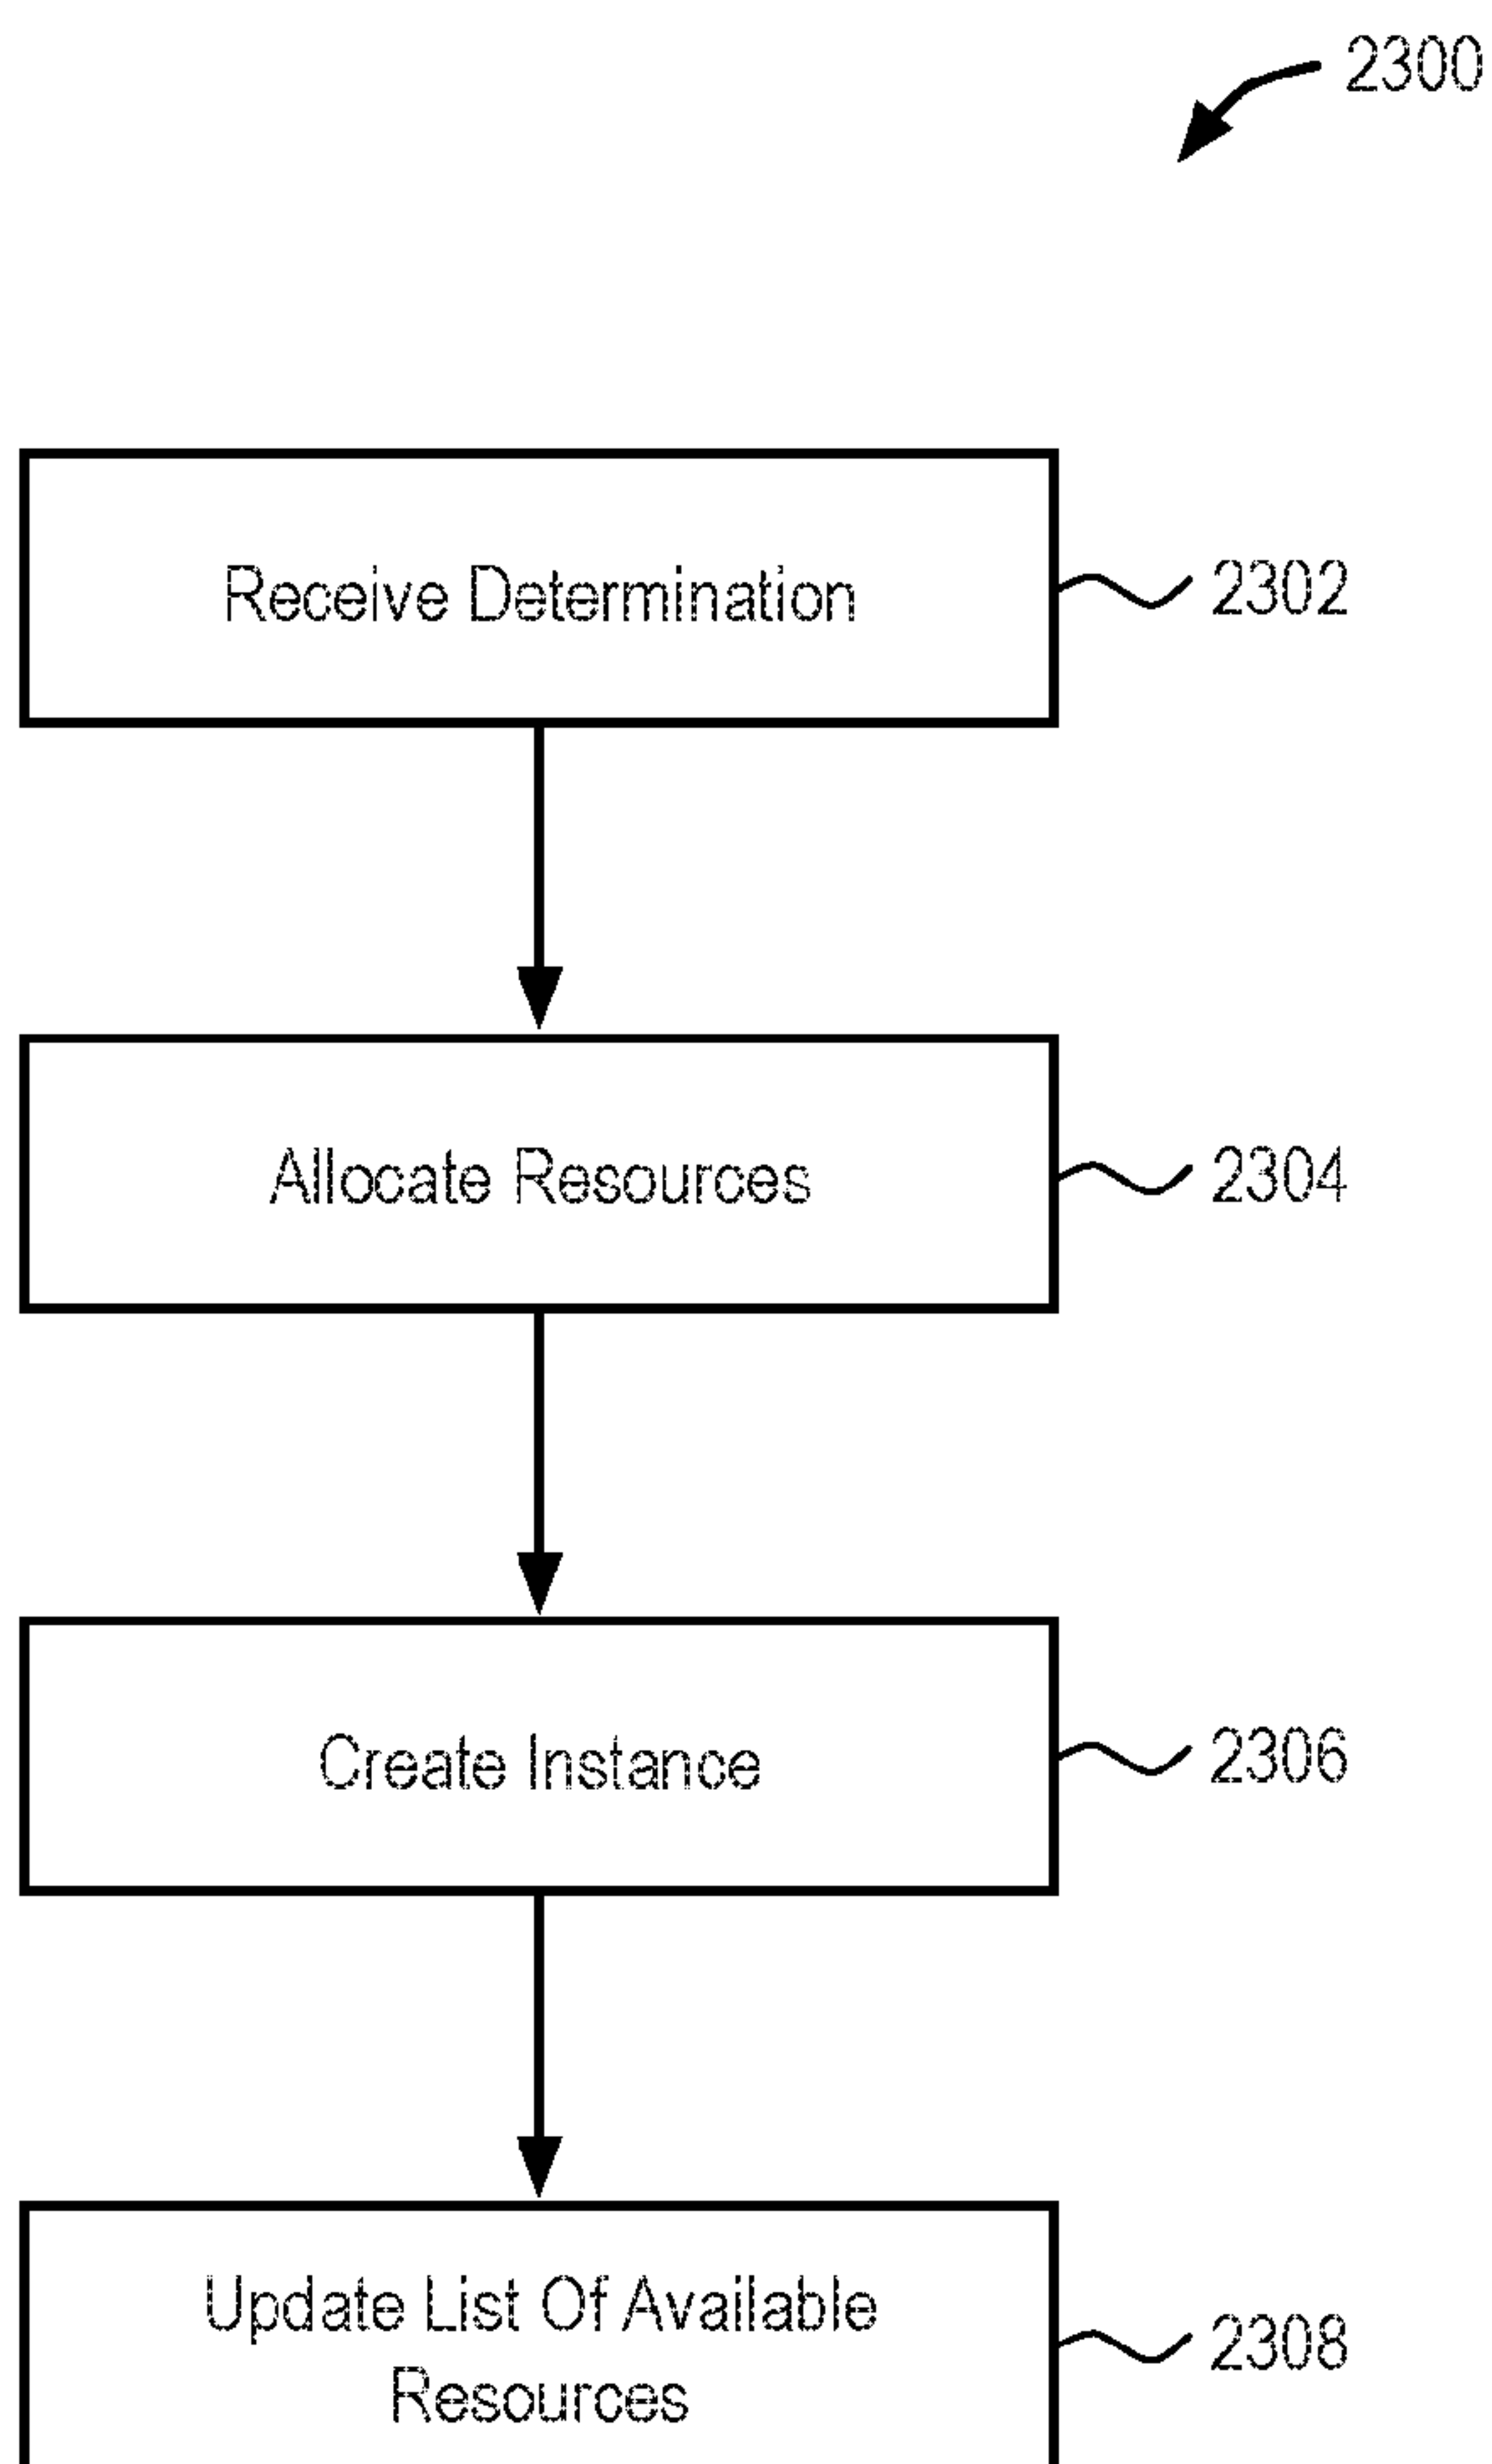 2300
Receive Determination
2302
Allocate Resources
2304
Create Instance
2306
Update List Of Available
Resources
2308